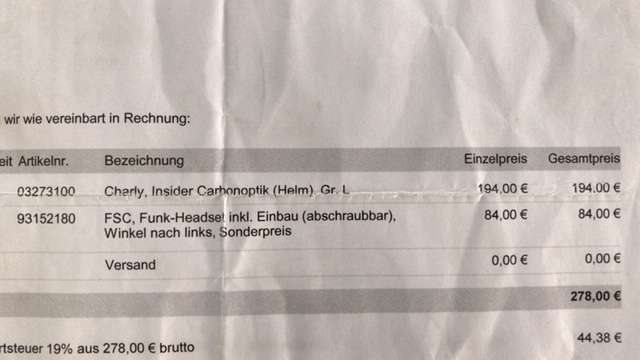 wir wie vereinbart in Rechnung:
eit Artikelnr. Bezeichnung Einzelpreis Gesamtpreis
03273100 Charly, Insider Carbonoptik (Helm) Gr. L 194,00 € 194,00 €
93152180 FSC, Funk-Headset inkl. Einbau (abschraubbar), 84,00 € 84,00 €
Winkel nach links, Sonderpreis
Versand 0,00 € 0,00 €
278,00 €
rtsteuer 19% aus 278,00 € brutto 44,38 €